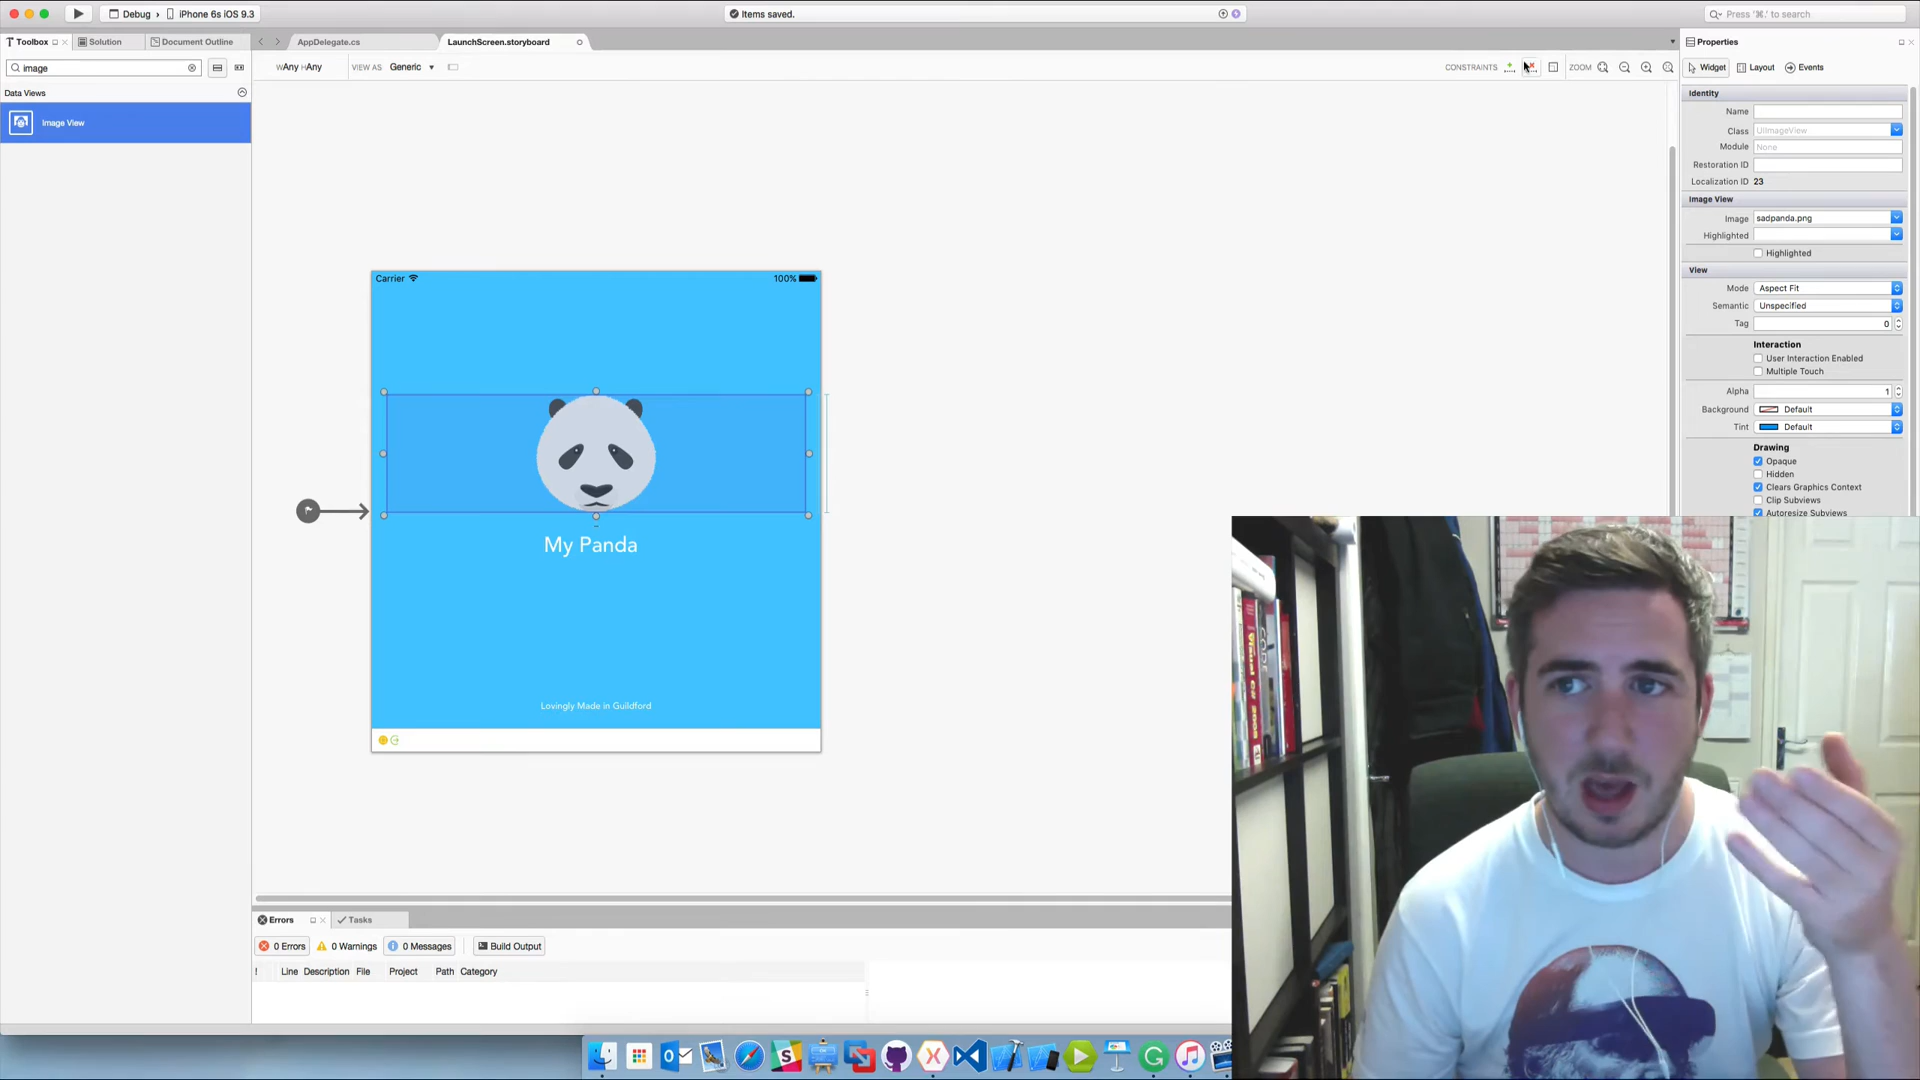 Debug
iPhone 6s iOS 9.3
Items saved.
Press '⌘.' to search
Toolbox
Solution
Document Outline
AppDelegate.cs
LaunchScreen.storyboard
Properties
image
wAny hAny
VIEW AS
Generic
CONSTRAINTS
ZOOM
Widget
Layout
Events
Data Views
Image View
Identity
Name
Class
UIImageView
Module
None
Restoration ID
Localization ID
23
Image View
Image
sadpanda.png
Highlighted
Highlighted
View
Mode
Aspect Fit
Semantic
Unspecified
Tag
0
Interaction
User Interaction Enabled
Multiple Touch
Alpha
1
Background
Default
Tint
Default
Drawing
Opaque
Hidden
Clears Graphics Context
Clip Subviews
Autoresize Subviews
Carrier
100%
My Panda
Lovingly Made in Guildford
Errors
Tasks
0 Errors
0 Warnings
0 Messages
Build Output
!
Line
Description
File
Project
Path
Category
Visual C# 2005
CODE